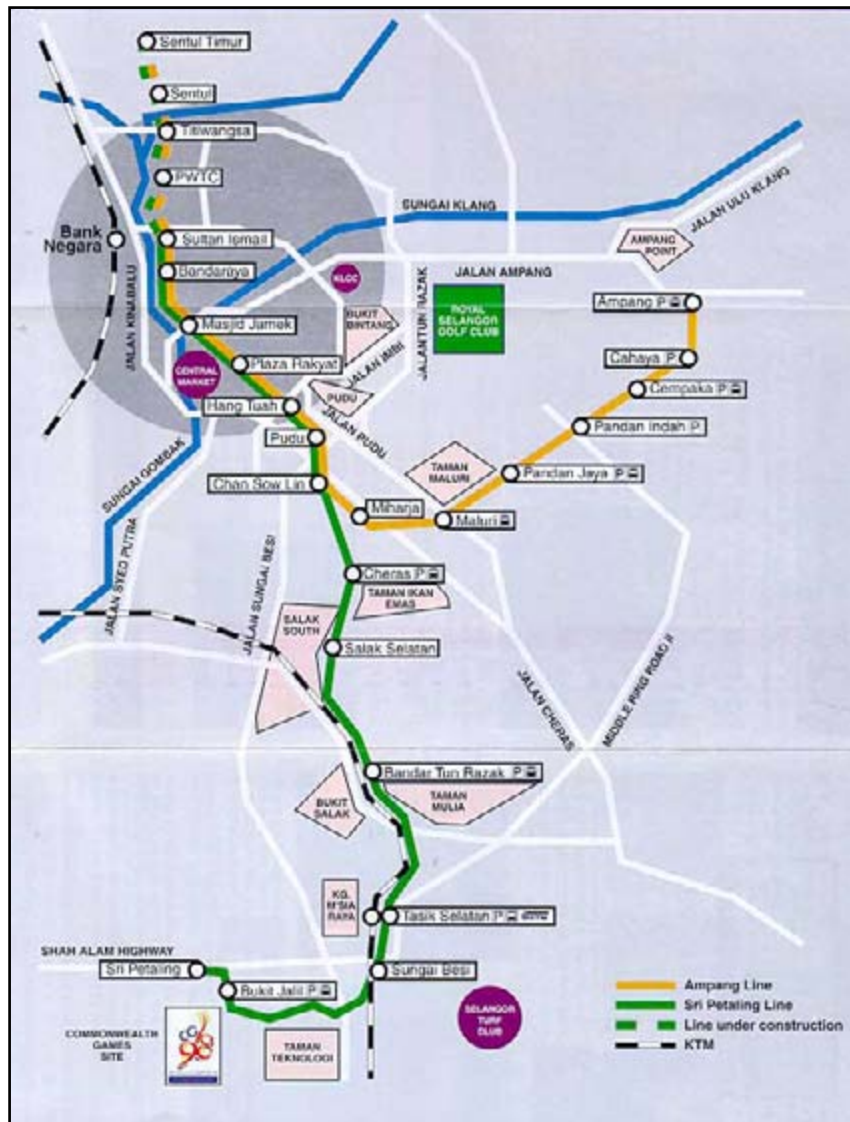 Sentul Timur
Sentul
Titiwangsa
PWTC
SUNGAI KLANG
JALAN ULU KLANG
Bank
Negara
Sultan Ismail
AMPANG
POINT
Bandaraya
KLCC
JALAN AMPANG
JALAN KINABALU
JALAN TUN RAZAK
ROYAL
SELANGOR
GOLF CLUB
Ampang P
BUKIT
BINTANG
Masjid Jamek
JALAN IMBI
Plaza Rakyat
Cahaya P
CENTRAL
MARKET
PUDU
Cempaka P
Hang Tuah
JALAN PUDU
Pandan Indah P
Pudu
TAMAN
MALURI
Pandan Jaya P
SUNGAI GOMBAK
Chan Sow Lin
Miharja
Maluri
JALAN SYED PUTRA
JALAN SUNGAI BESI
Cheras P
TAMAN IKAN
EMAS
SALAK
SOUTH
Salak Selatan
JALAN CHERAS
MIDDLE RING ROAD II
Bandar Tun Razak P
BUKIT
SALAK
TAMAN
MULIA
KG.
M'SIA
RAYA
Tasik Selatan P
SHAH ALAM HIGHWAY
Sri Petaling
Sungai Besi
Bukit Jalil P
Ampang Line
Sri Petaling Line
Line under construction
KTM
SELANGOR
TURF
CLUB
COMMONWEALTH
GAMES
SITE
98
TAMAN
TEKNOLOGI